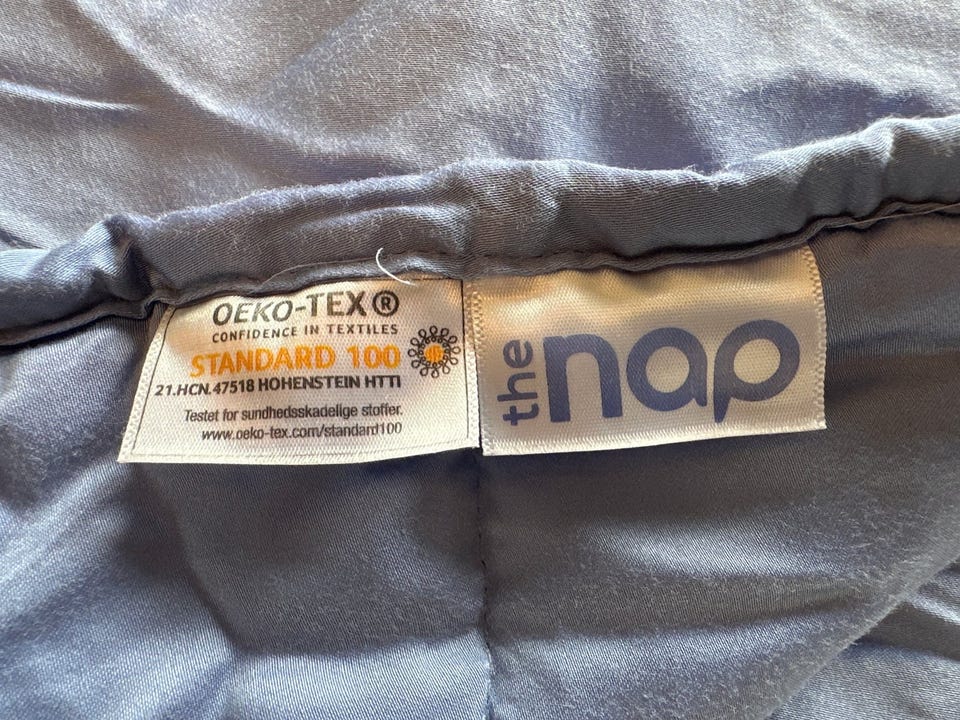 OEKO-TEX®
CONFIDENCE IN TEXTILES
STANDARD 100
21.HCN.47518 HOHENSTEIN HTTI
Testet for sundhedsskadelige stoffer.
www.oeko-tex.com/standard100
the nap